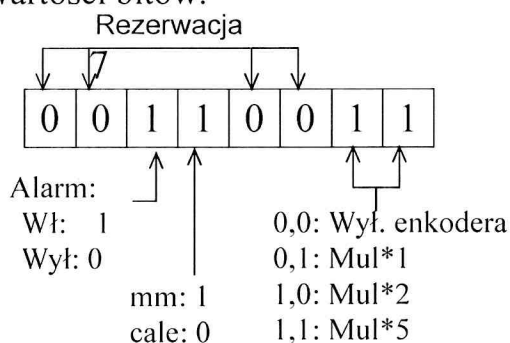 wartości bitów:
Rezerwacja
7
0 0 1 1 0 0 1 1
Alarm:
Wł: 1
Wył: 0
mm: 1
cale: 0
0,0: Wył. enkodera
0,1: Mul*1
1,0: Mul*2
1,1: Mul*5